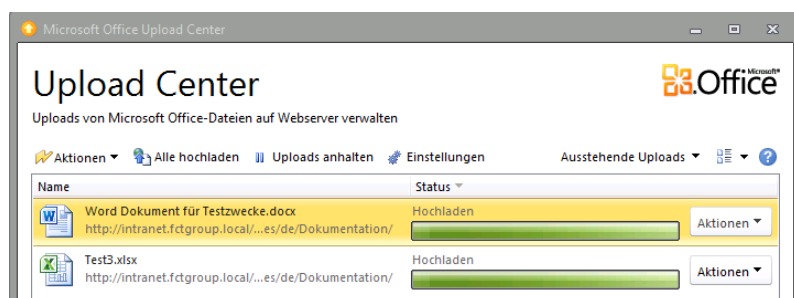 Microsoft Office Upload Center
Upload Center
Microsoft®
Office
Uploads von Microsoft Office-Dateien auf Webserver verwalten
Aktionen Alle hochladen Uploads anhalten Einstellungen Ausstehende Uploads
Name Status
Word Dokument für Testzwecke.docx Hochladen
http://intranet.fctgroup.local/...es/de/Dokumentation/ Aktionen
Test3.xlsx Hochladen
http://intranet.fctgroup.local/...es/de/Dokumentation/ Aktionen